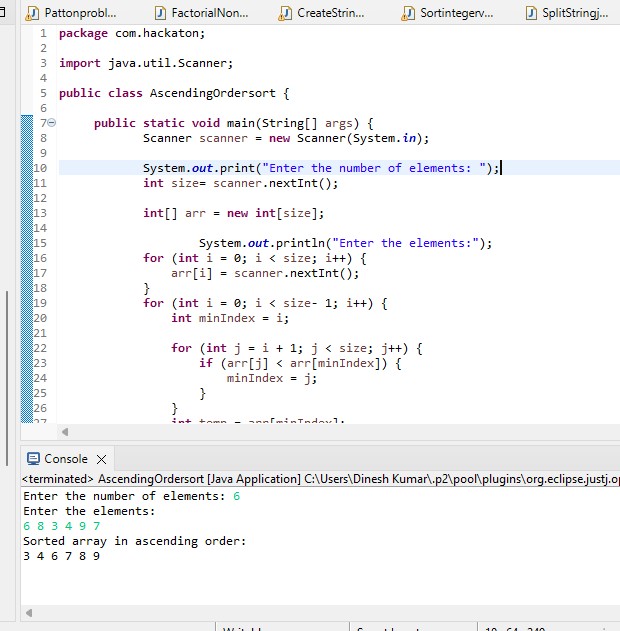 Pattonprobl... FactorialNon... CreateStrin... Sortintegerv... SplitStringj...
1 package com.hackaton;
2
3 import java.util.Scanner;
4
5 public class AscendingOrdersort {
6
7 public static void main(String[] args) {
8 Scanner scanner = new Scanner(System.in);
9
10 System.out.print("Enter the number of elements: ");
11 int size= scanner.nextInt();
12
13 int[] arr = new int[size];
14
15 System.out.println("Enter the elements:");
16 for (int i = 0; i < size; i++) {
17 arr[i] = scanner.nextInt();
18 }
19 for (int i = 0; i < size- 1; i++) {
20 int minIndex = i;
21
22 for (int j = i + 1; j < size; j++) {
23 if (arr[j] < arr[minIndex]) {
24 minIndex = j;
25 }
26 }
27 int temp = arr[minIndex];
Console
<terminated> AscendingOrdersort [Java Application] C:\Users\Dinesh Kumar\.p2\pool\plugins\org.eclipse.justj.op
Enter the number of elements: 6
Enter the elements:
6 8 3 4 9 7
Sorted array in ascending order:
3 4 6 7 8 9